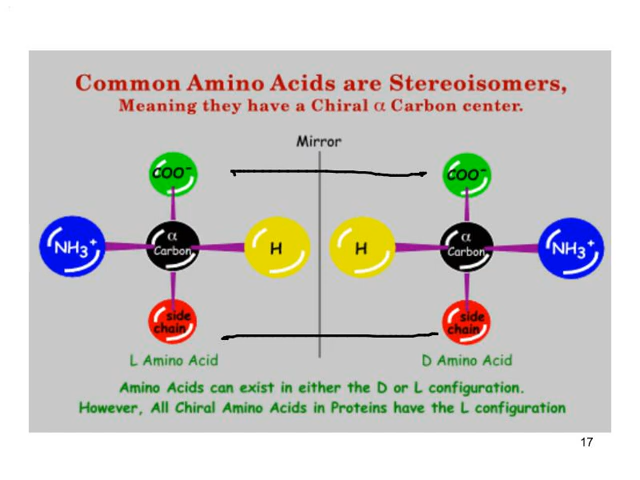 Common Amino Acids are Stereoisomers,
Meaning they have a Chiral α Carbon center.
Mirror
COO⁻
COO⁻
NH₃⁺
α
Carbon
H
H
α
Carbon
NH₃⁺
side
chain
side
chain
L Amino Acid
D Amino Acid
Amino Acids can exist in either the D or L configuration.
However, All Chiral Amino Acids in Proteins have the L configuration
17